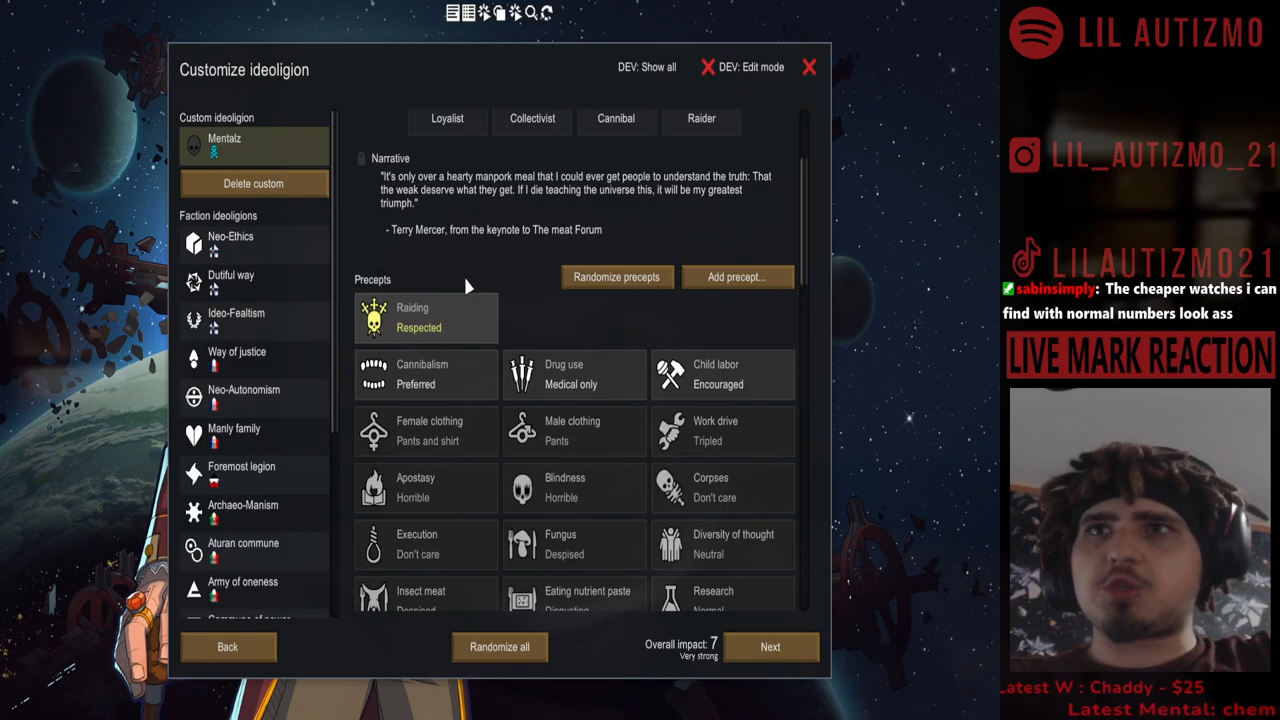 Customize ideoligion
DEV: Show all
DEV: Edit mode
Custom ideoligion
Mentalz
Delete custom
Faction ideoligions
Neo-Ethics
Dutiful way
Ideo-Fealtism
Way of justice
Neo-Autonomism
Manly family
Foremost legion
Archaeo-Manism
Aturan commune
Army of oneness
Loyalist
Collectivist
Cannibal
Raider
Narrative
"It's only over a hearty manpork meal that I could ever get people to understand the truth: That
the weak deserve what they get. If I die teaching the universe this, it will be my greatest
triumph."
- Terry Mercer, from the keynote to The meat Forum
Precepts
Randomize precepts
Add precept...
Raiding
Respected
Cannibalism
Preferred
Drug use
Medical only
Child labor
Encouraged
Female clothing
Pants and shirt
Male clothing
Pants
Work drive
Tripled
Apostasy
Horrible
Blindness
Horrible
Corpses
Don't care
Execution
Don't care
Fungus
Despised
Diversity of thought
Neutral
Insect meat
Despised
Eating nutrient paste
Disgusting
Research
Normal
Back
Randomize all
Overall impact: 7
Very strong
Next
LIL AUTIZMO
LIL_AUTIZMO_21
LILAUTIZMO21
sabinsimply: The cheaper watches i can
find with normal numbers look ass
LIVE MARK REACTION
Latest W : Chaddy - $25
Latest Mental: chem